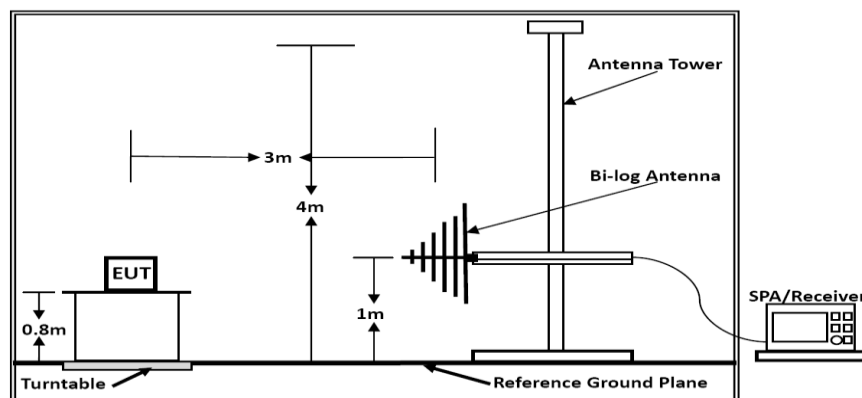 Antenna Tower
3m
Bi-log Antenna
4m
EUT
0.8m
1m
SPA/Receiver
Turntable
Reference Ground Plane